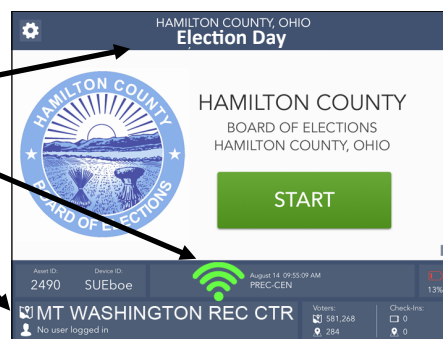 HAMILTON COUNTY, OHIO
Election Day
HAMILTON COUNTY
BOARD OF ELECTIONS
HAMILTON COUNTY
BOARD OF ELECTIONS
HAMILTON COUNTY, OHIO
START
Asset ID:
2490
Device ID:
SUEboe
August 14 09:55:09 AM
PREC-CEN
13%
MT WASHINGTON REC CTR
No user logged in
Voters:
581,268
284
Check-Ins:
0
0